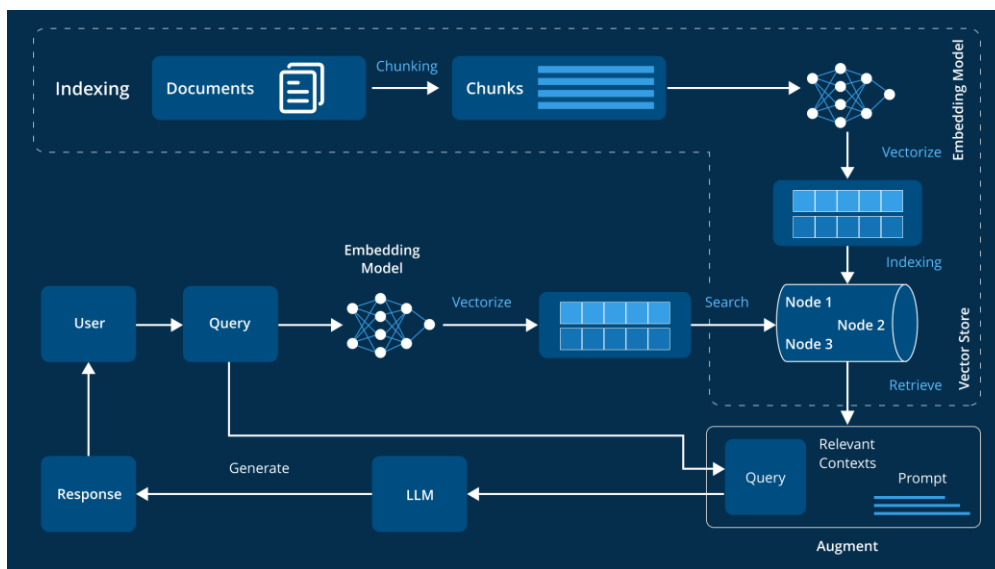 Indexing
Documents
Chunking
Chunks
Embedding Model
Vectorize
Indexing
Embedding
Model
User
Query
Vectorize
Search
Node 1
Node 2
Node 3
Vector Store
Retrieve
Relevant
Contexts
Query
Prompt
Augment
LLM
Generate
Response